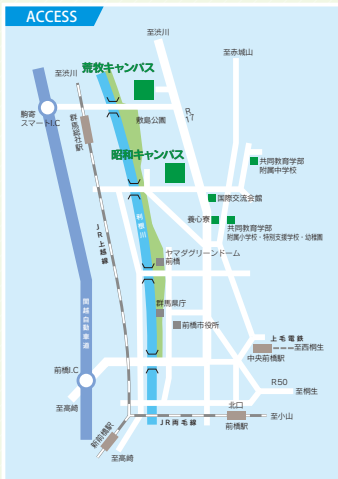 ACCESS
至渋川
至赤城山
至渋川
荒牧キャンパス
駒寄
スマートI.C
群馬総社駅
敷島公園
R17
昭和キャンパス
共同教育学部
附属中学校
国際交流会館
養心寮
共同教育学部
附属小学校・特別支援学校・幼稚園
利根川
JR上越線
ヤマダグリーンドーム
前橋
関越自動車道
群馬県庁
前橋市役所
上毛電鉄
至西桐生
中央前橋駅
前橋I.C
R50
至桐生
至高崎
北口
至小山
前橋駅
JR両毛線
新前橋駅
至高崎